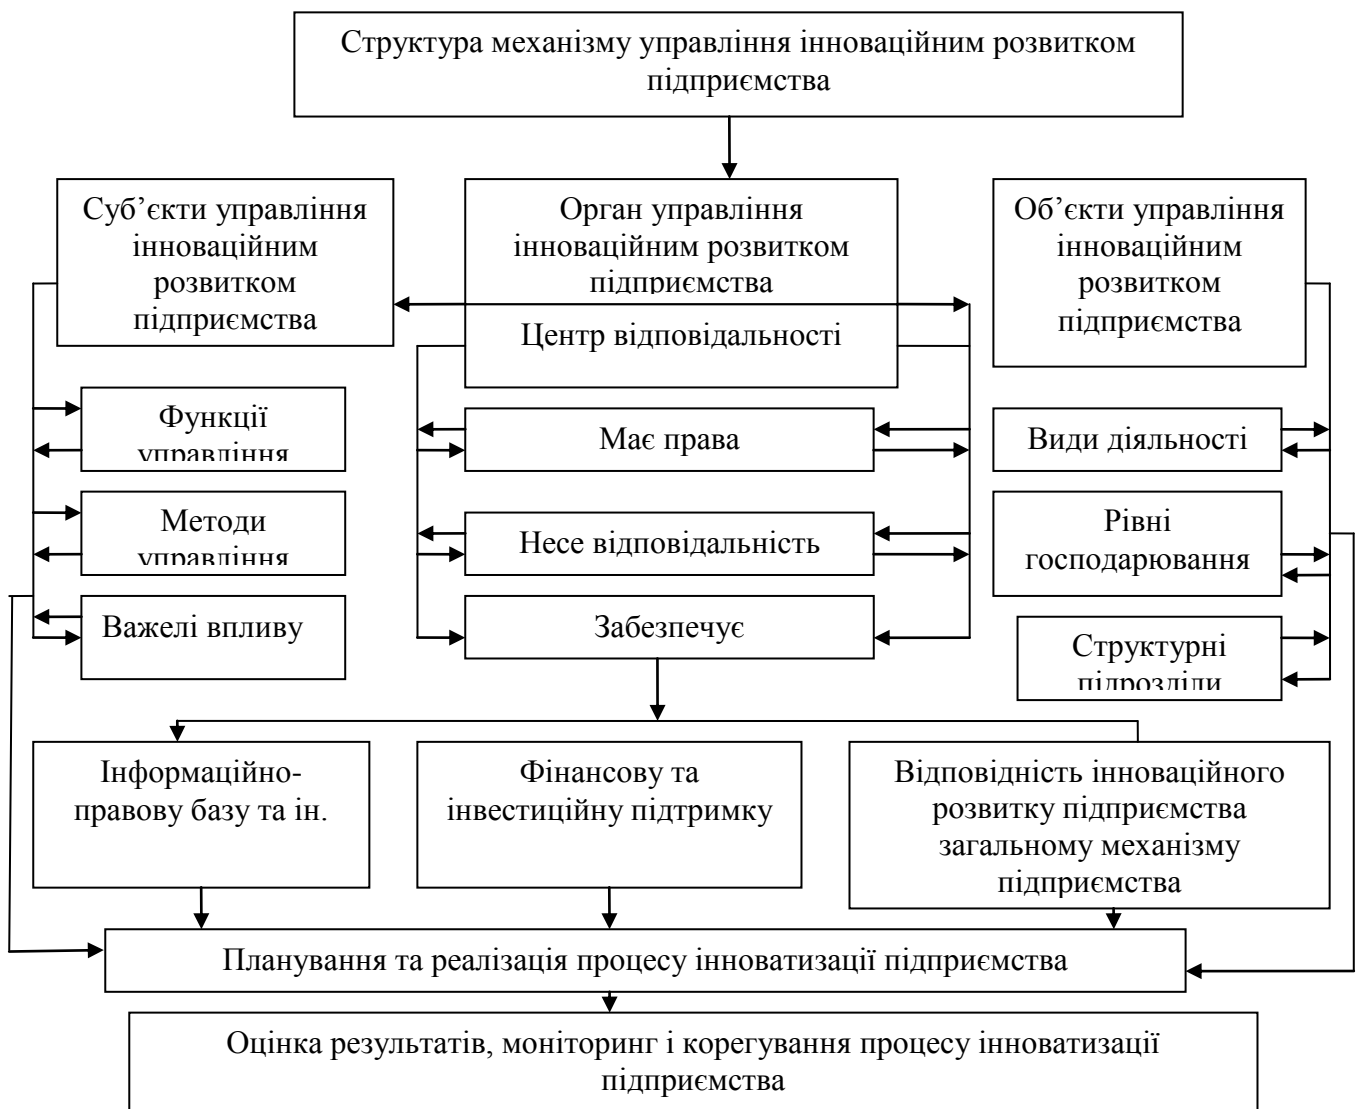 Структура механізму управління інноваційним розвитком
підприємства
Суб’єкти управління
інноваційним
розвитком
підприємства
Орган управління
інноваційним розвитком
підприємства
Центр відповідальності
Об’єкти управління
інноваційним
розвитком
підприємства
Функції
управління
Має права
Види діяльності
Методи
управління
Несе відповідальність
Рівні
господарювання
Важелі впливу
Забезпечує
Структурні
підрозділи
Інформаційно-
правову базу та ін.
Фінансову та
інвестиційну підтримку
Відповідність інноваційного
розвитку підприємства
загальному механізму
підприємства
Планування та реалізація процесу інноватизації підприємства
Оцінка результатів, моніторинг і корегування процесу інноватизації
підприємства